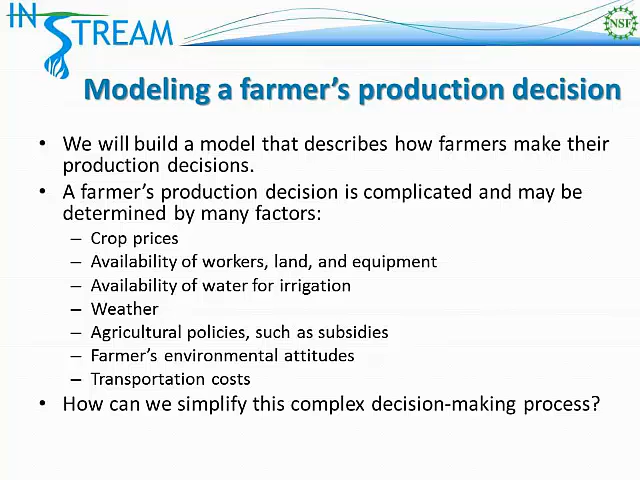 IN STREAM
NSF
Modeling a farmer's production decision
• We will build a model that describes how farmers make their
production decisions.
• A farmer's production decision is complicated and may be
determined by many factors:
– Crop prices
– Availability of workers, land, and equipment
– Availability of water for irrigation
– Weather
– Agricultural policies, such as subsidies
– Farmer's environmental attitudes
– Transportation costs
• How can we simplify this complex decision-making process?